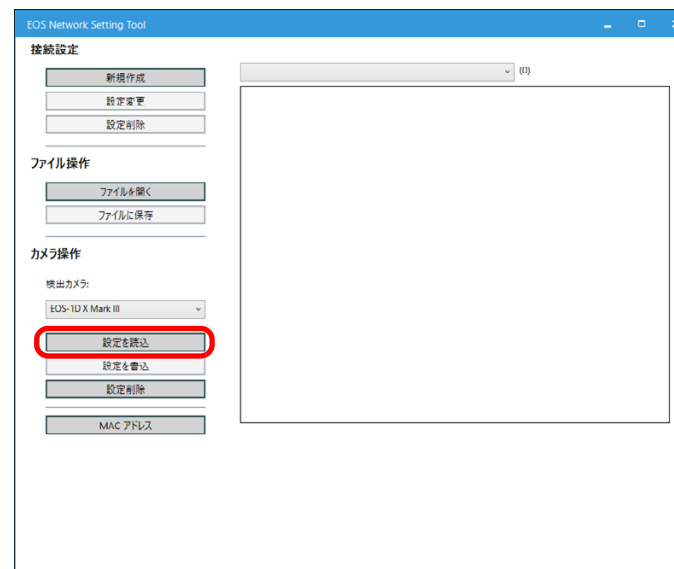 EOS Network Setting Tool
接続設定
新規作成
(0)
設定変更
設定削除
ファイル操作
ファイルを開く
ファイルに保存
カメラ操作
検出カメラ:
EOS-1D X Mark III
設定を読込
設定を書込
設定削除
MAC アドレス